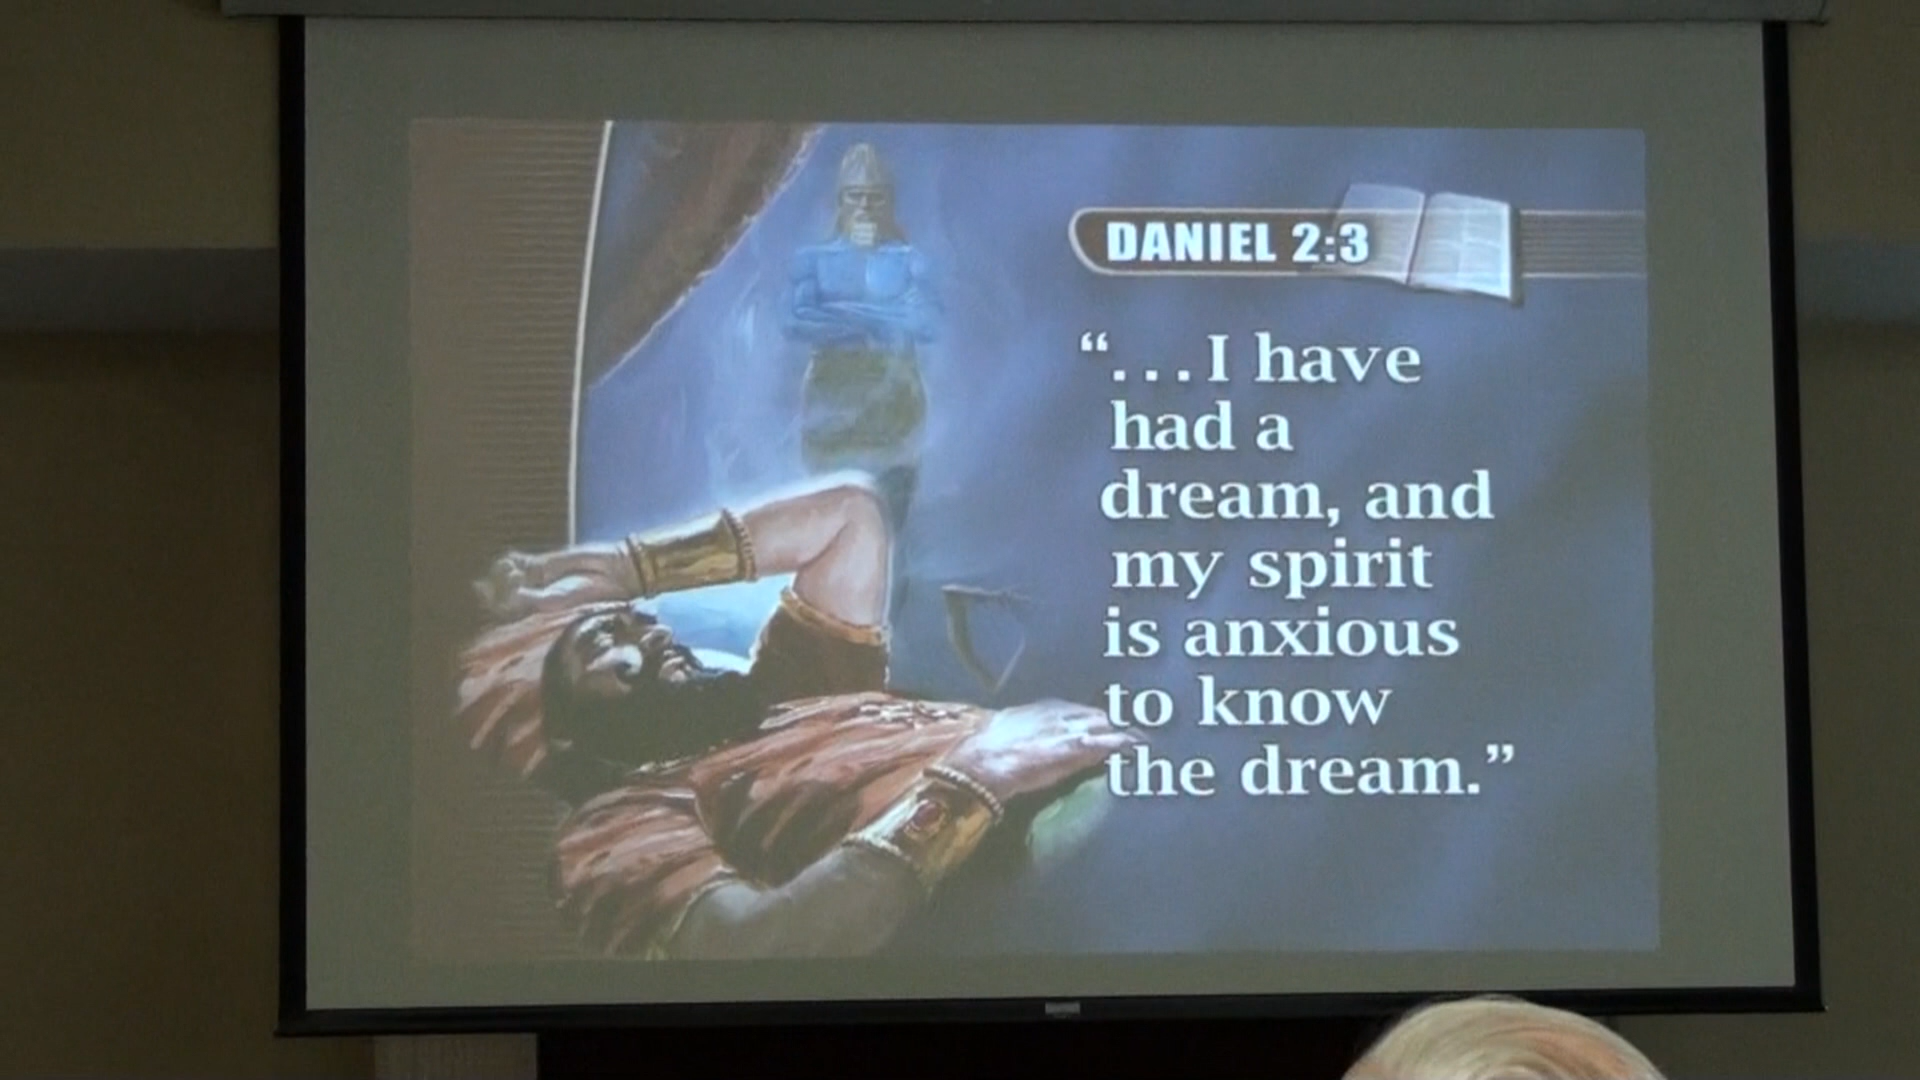 DANIEL 2:3
“...I have
had a
dream, and
my spirit
is anxious
to know
the dream.”